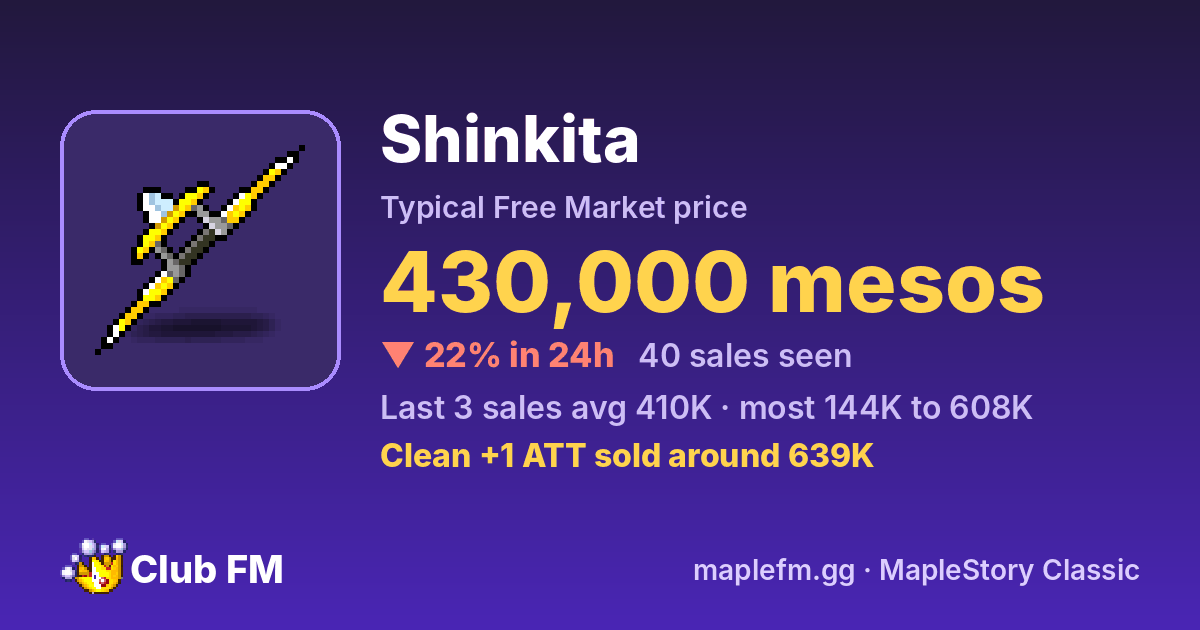 Shinkita
Typical Free Market price
430,000 mesos
▼ 22% in 24h 40 sales seen
Last 3 sales avg 410K · most 144K to 608K
Clean +1 ATT sold around 639K
Club FM
maplefm.gg · MapleStory Classic